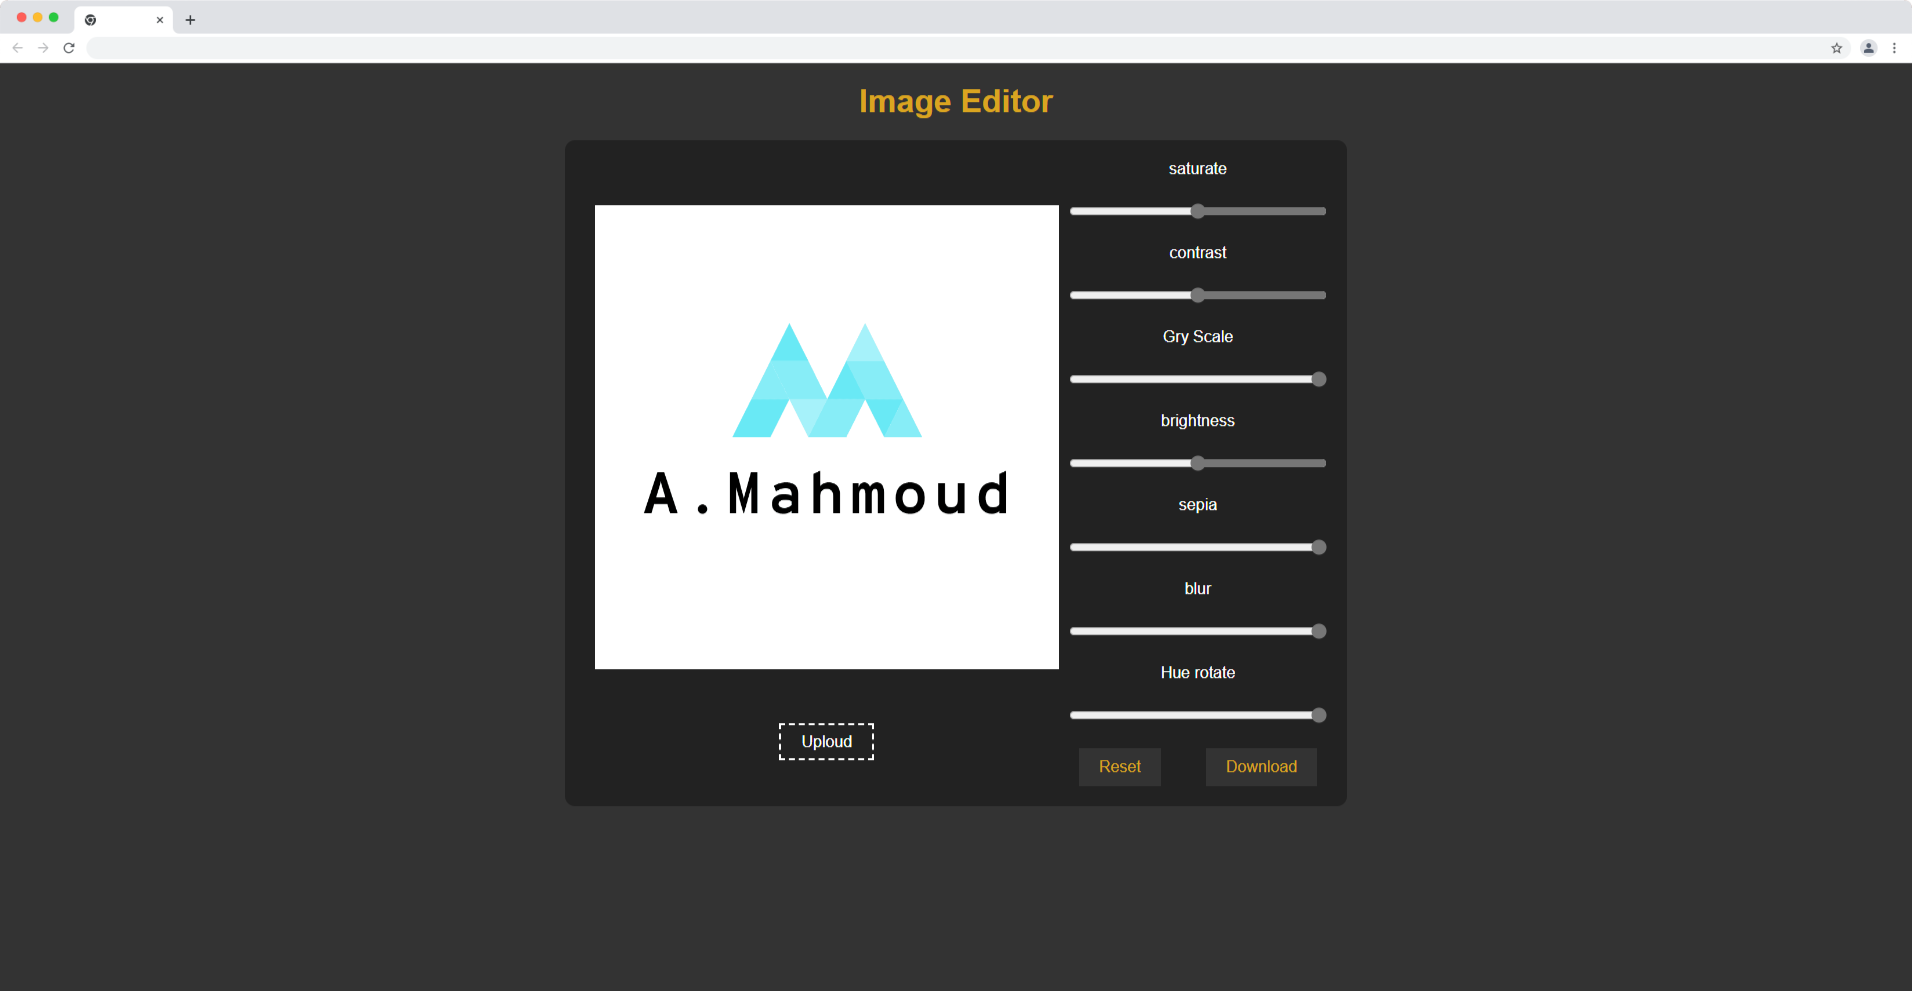 Image Editor
A.Mahmoud
Uploud
saturate
contrast
Gry Scale
brightness
sepia
blur
Hue rotate
Reset
Download